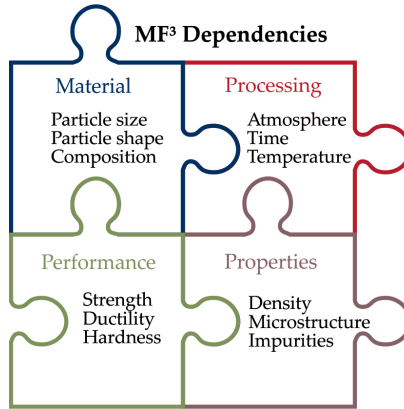 MF³ Dependencies
Material
Particle size
Particle shape
Composition
Processing
Atmosphere
Time
Temperature
Performance
Strength
Ductility
Hardness
Properties
Density
Microstructure
Impurities